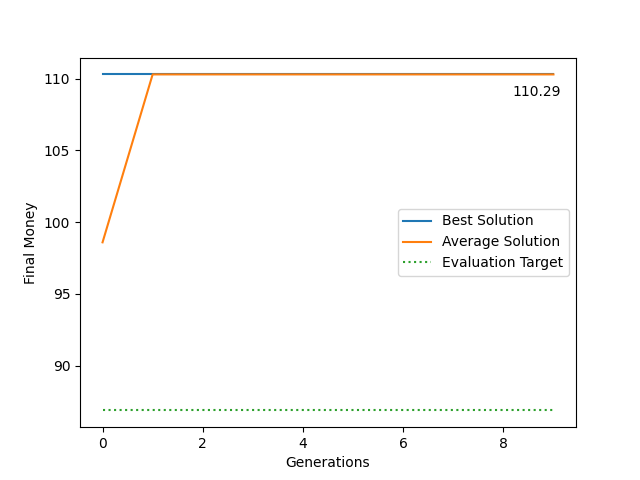 110
105
100
95
90
Final Money
110.29
Best Solution
Average Solution
Evaluation Target
0
2
4
6
8
Generations